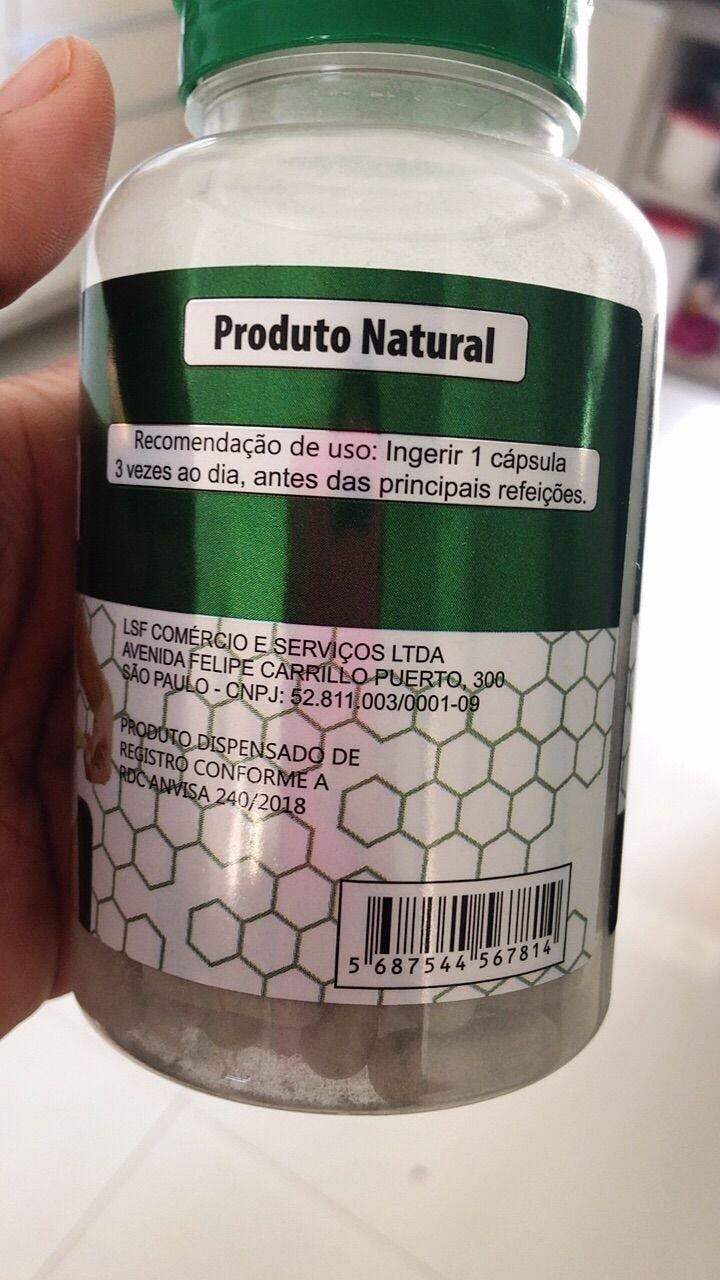 Produto Natural
Recomendação de uso: Ingerir 1 cápsula
3 vezes ao dia, antes das principais refeições.
LSF COMÉRCIO E SERVIÇOS LTDA
AVENIDA FELIPE CARRILLO PUERTO, 300
SÃO PAULO - CNPJ: 52.811.003/0001-09
PRODUTO DISPENSADO DE
REGISTRO CONFORME A
RDC ANVISA 240/2018
5 687544 567814